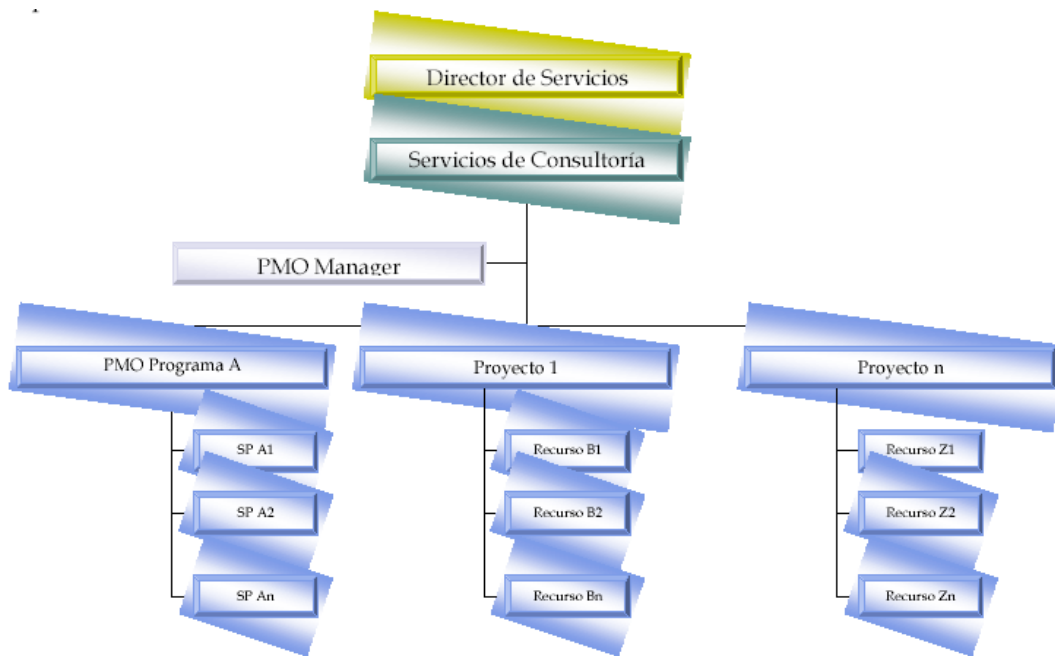 Director de Servicios
Servicios de Consultoría
PMO Manager
PMO Programa A
Proyecto 1
Proyecto n
SP A1
Recurso B1
Recurso Z1
SP A2
Recurso B2
Recurso Z2
SP An
Recurso Bn
Recurso Zn